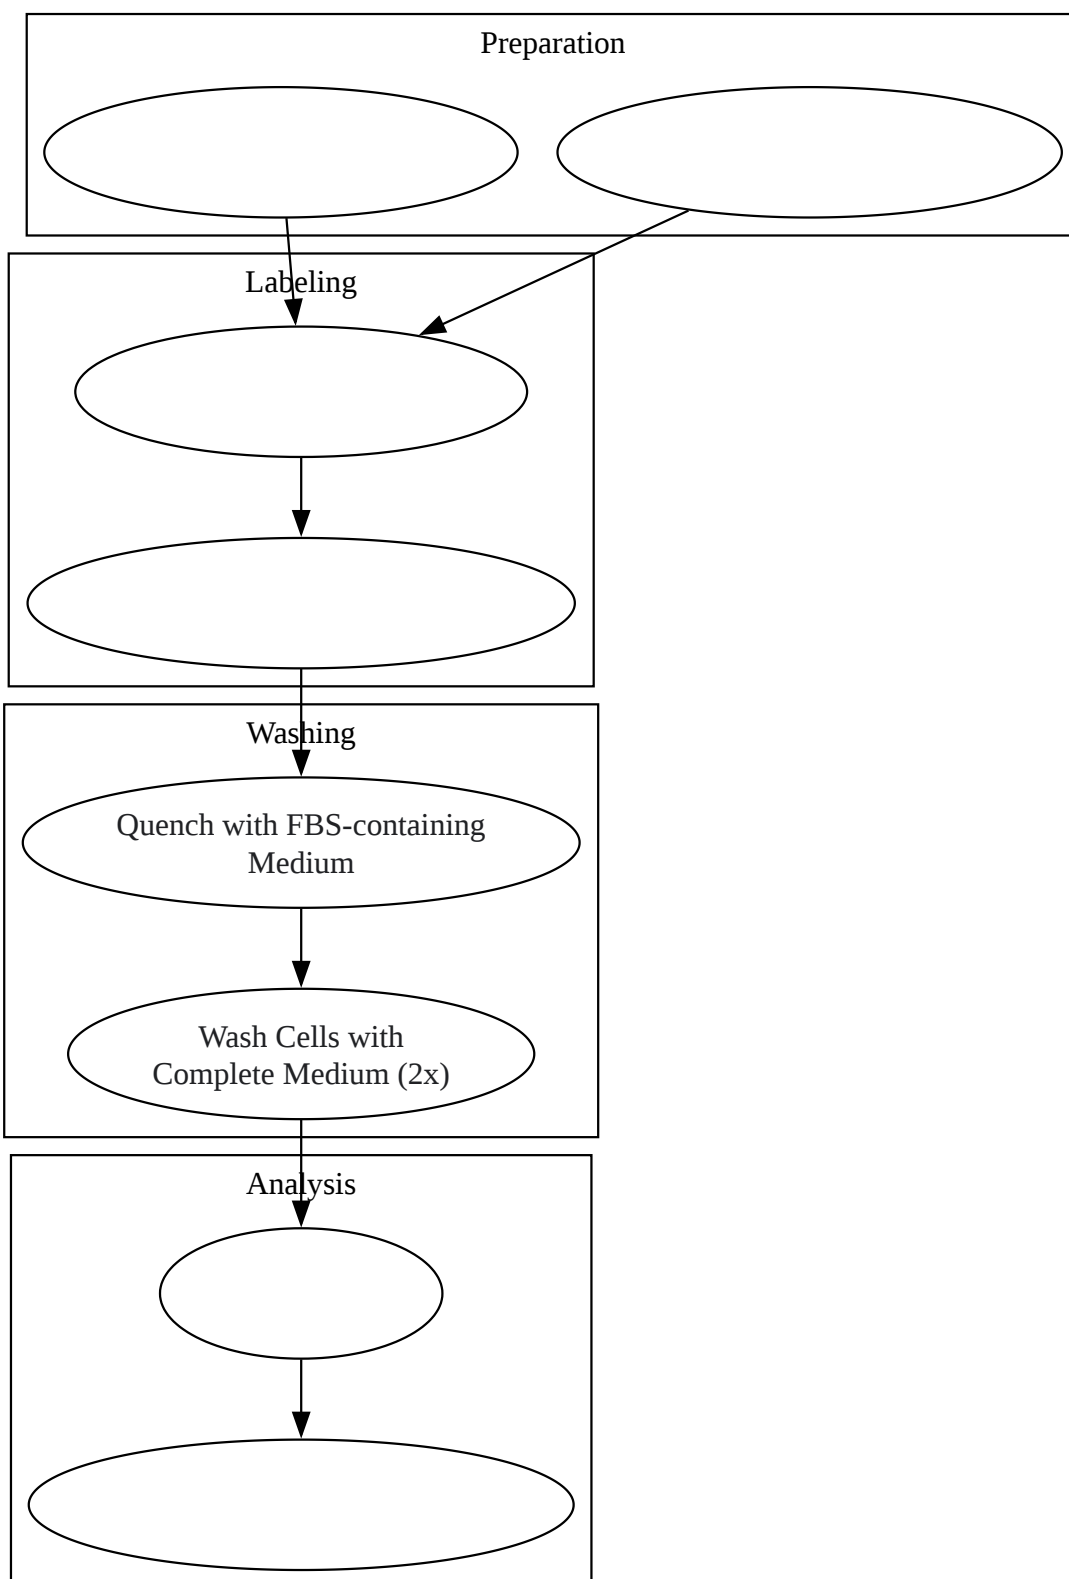 Preparation
Labeling
Washing
Quench with FBS-containing
Medium
Wash Cells with
Complete Medium (2x)
Analysis